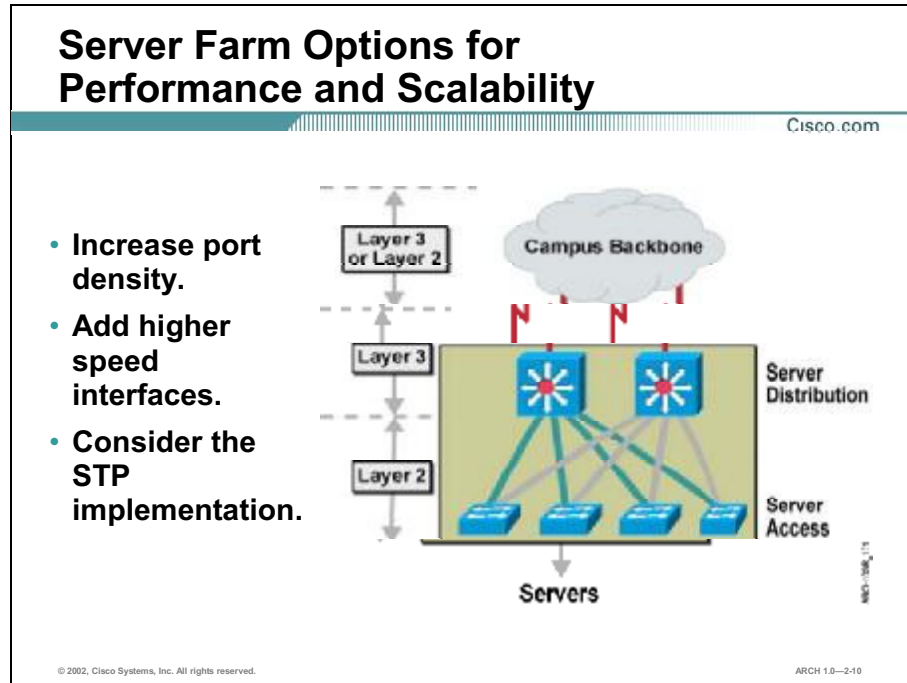 Server Farm Options for
Performance and Scalability
Cisco.com
• Increase port
density.
• Add higher
speed
interfaces.
• Consider the
STP
implementation.
Layer 3
or Layer 2
Campus Backbone
Layer 3
Server
Distribution
Layer 2
Server
Access
Servers
© 2002, Cisco Systems, Inc. All rights reserved.
ARCH 1.0—2-10